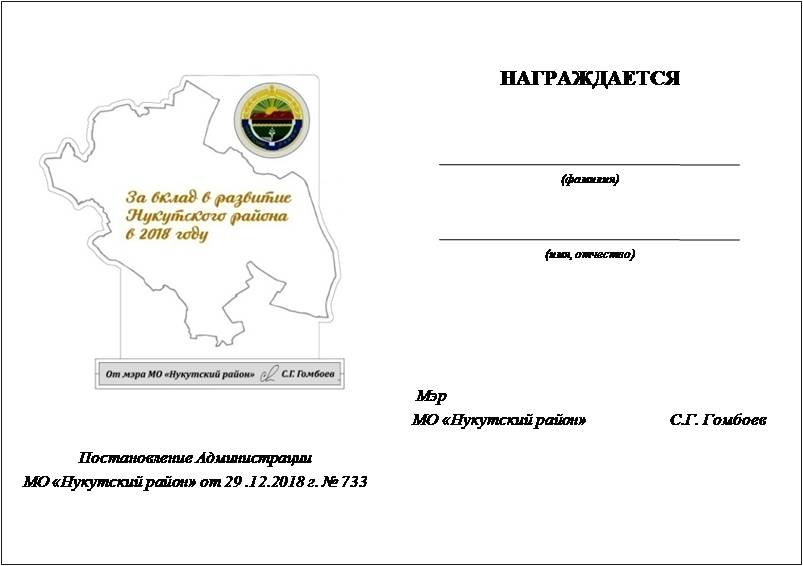 За вклад в развитие
Нукутского района
в 2018 году
От мэра МО «Нукутский район» С.Г. Гомбоев
Постановление Администрации
МО «Нукутский район» от 29 .12.2018 г. № 733
НАГРАЖДАЕТСЯ
(фамилия)
(имя, отчество)
Мэр
МО «Нукутский район» С.Г. Гомбоев